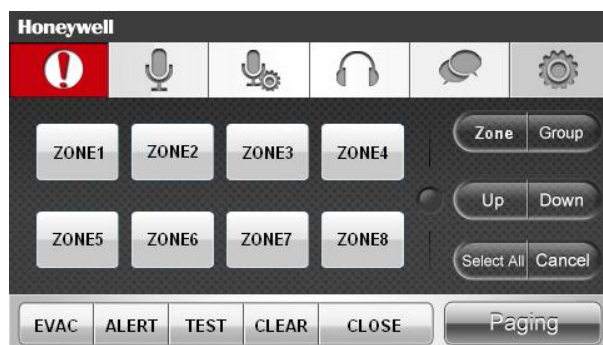 Honeywell
ZONE1 ZONE2 ZONE3 ZONE4
Zone Group
Up Down
ZONE5 ZONE6 ZONE7 ZONE8
Select All Cancel
EVAC ALERT TEST CLEAR CLOSE
Paging